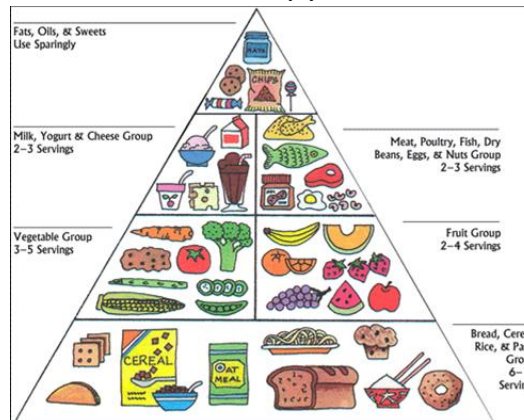 Fats, Oils, & Sweets
Use Sparingly
MAYO
CHIPS
Milk, Yogurt & Cheese Group
2–3 Servings
Meat, Poultry, Fish, Dry
Beans, Eggs, & Nuts Group
2–3 Servings
Vegetable Group
3–5 Servings
Fruit Group
2–4 Servings
CEREAL
OAT
MEAL
Bread, Cere
Rice, & Pa
Gro
6–
Servin